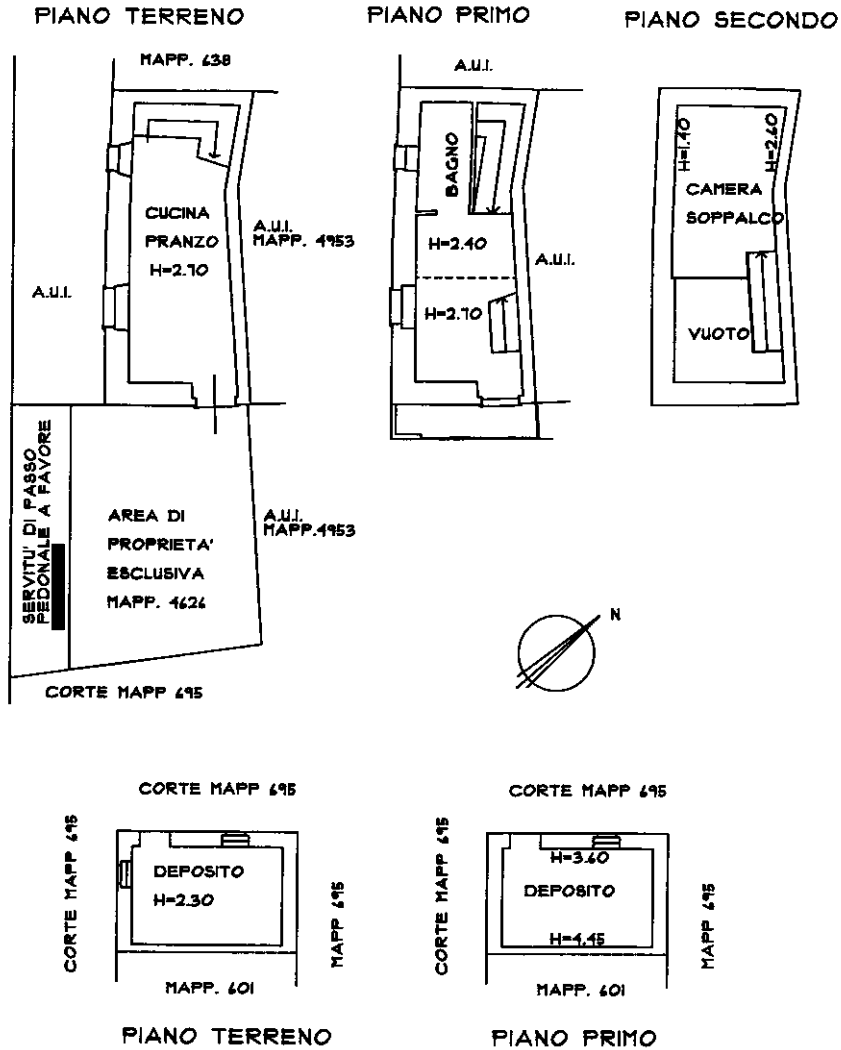 PIANO TERRENO
PIANO PRIMO
PIANO SECONDO
MAPP. 638
A.U.I.
CUCINA
PRANZO
H=2.70
A.U.I.
MAPP. 4953
A.U.I.
BAGNO
H=2.40
H=2.70
A.U.I.
H=1.40
H=2.60
CAMERA
SOPPALCO
VUOTO
SERVITU' DI PASSO
PEDONALE A FAVORE
AREA DI
PROPRIETA'
ESCLUSIVA
MAPP. 4626
A.U.I.
MAPP.4953
CORTE MAPP 695
N
CORTE MAPP 695
CORTE MAPP 695
DEPOSITO
H=2.30
MAPP 695
MAPP. 601
PIANO TERRENO
CORTE MAPP 695
CORTE MAPP 695
H=3.60
DEPOSITO
H=4.45
MAPP 695
MAPP. 601
PIANO PRIMO